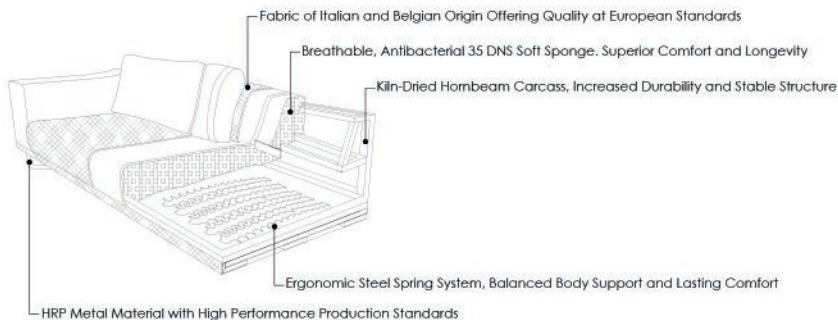 Fabric of Italian and Belgian Origin Offering Quality at European Standards
Breathable, Antibacterial 35 DNS Soft Sponge. Superior Comfort and Longevity
Kiln-Dried Hornbeam Carcass, Increased Durability and Stable Structure
Ergonomic Steel Spring System, Balanced Body Support and Lasting Comfort
HRP Metal Material with High Performance Production Standards